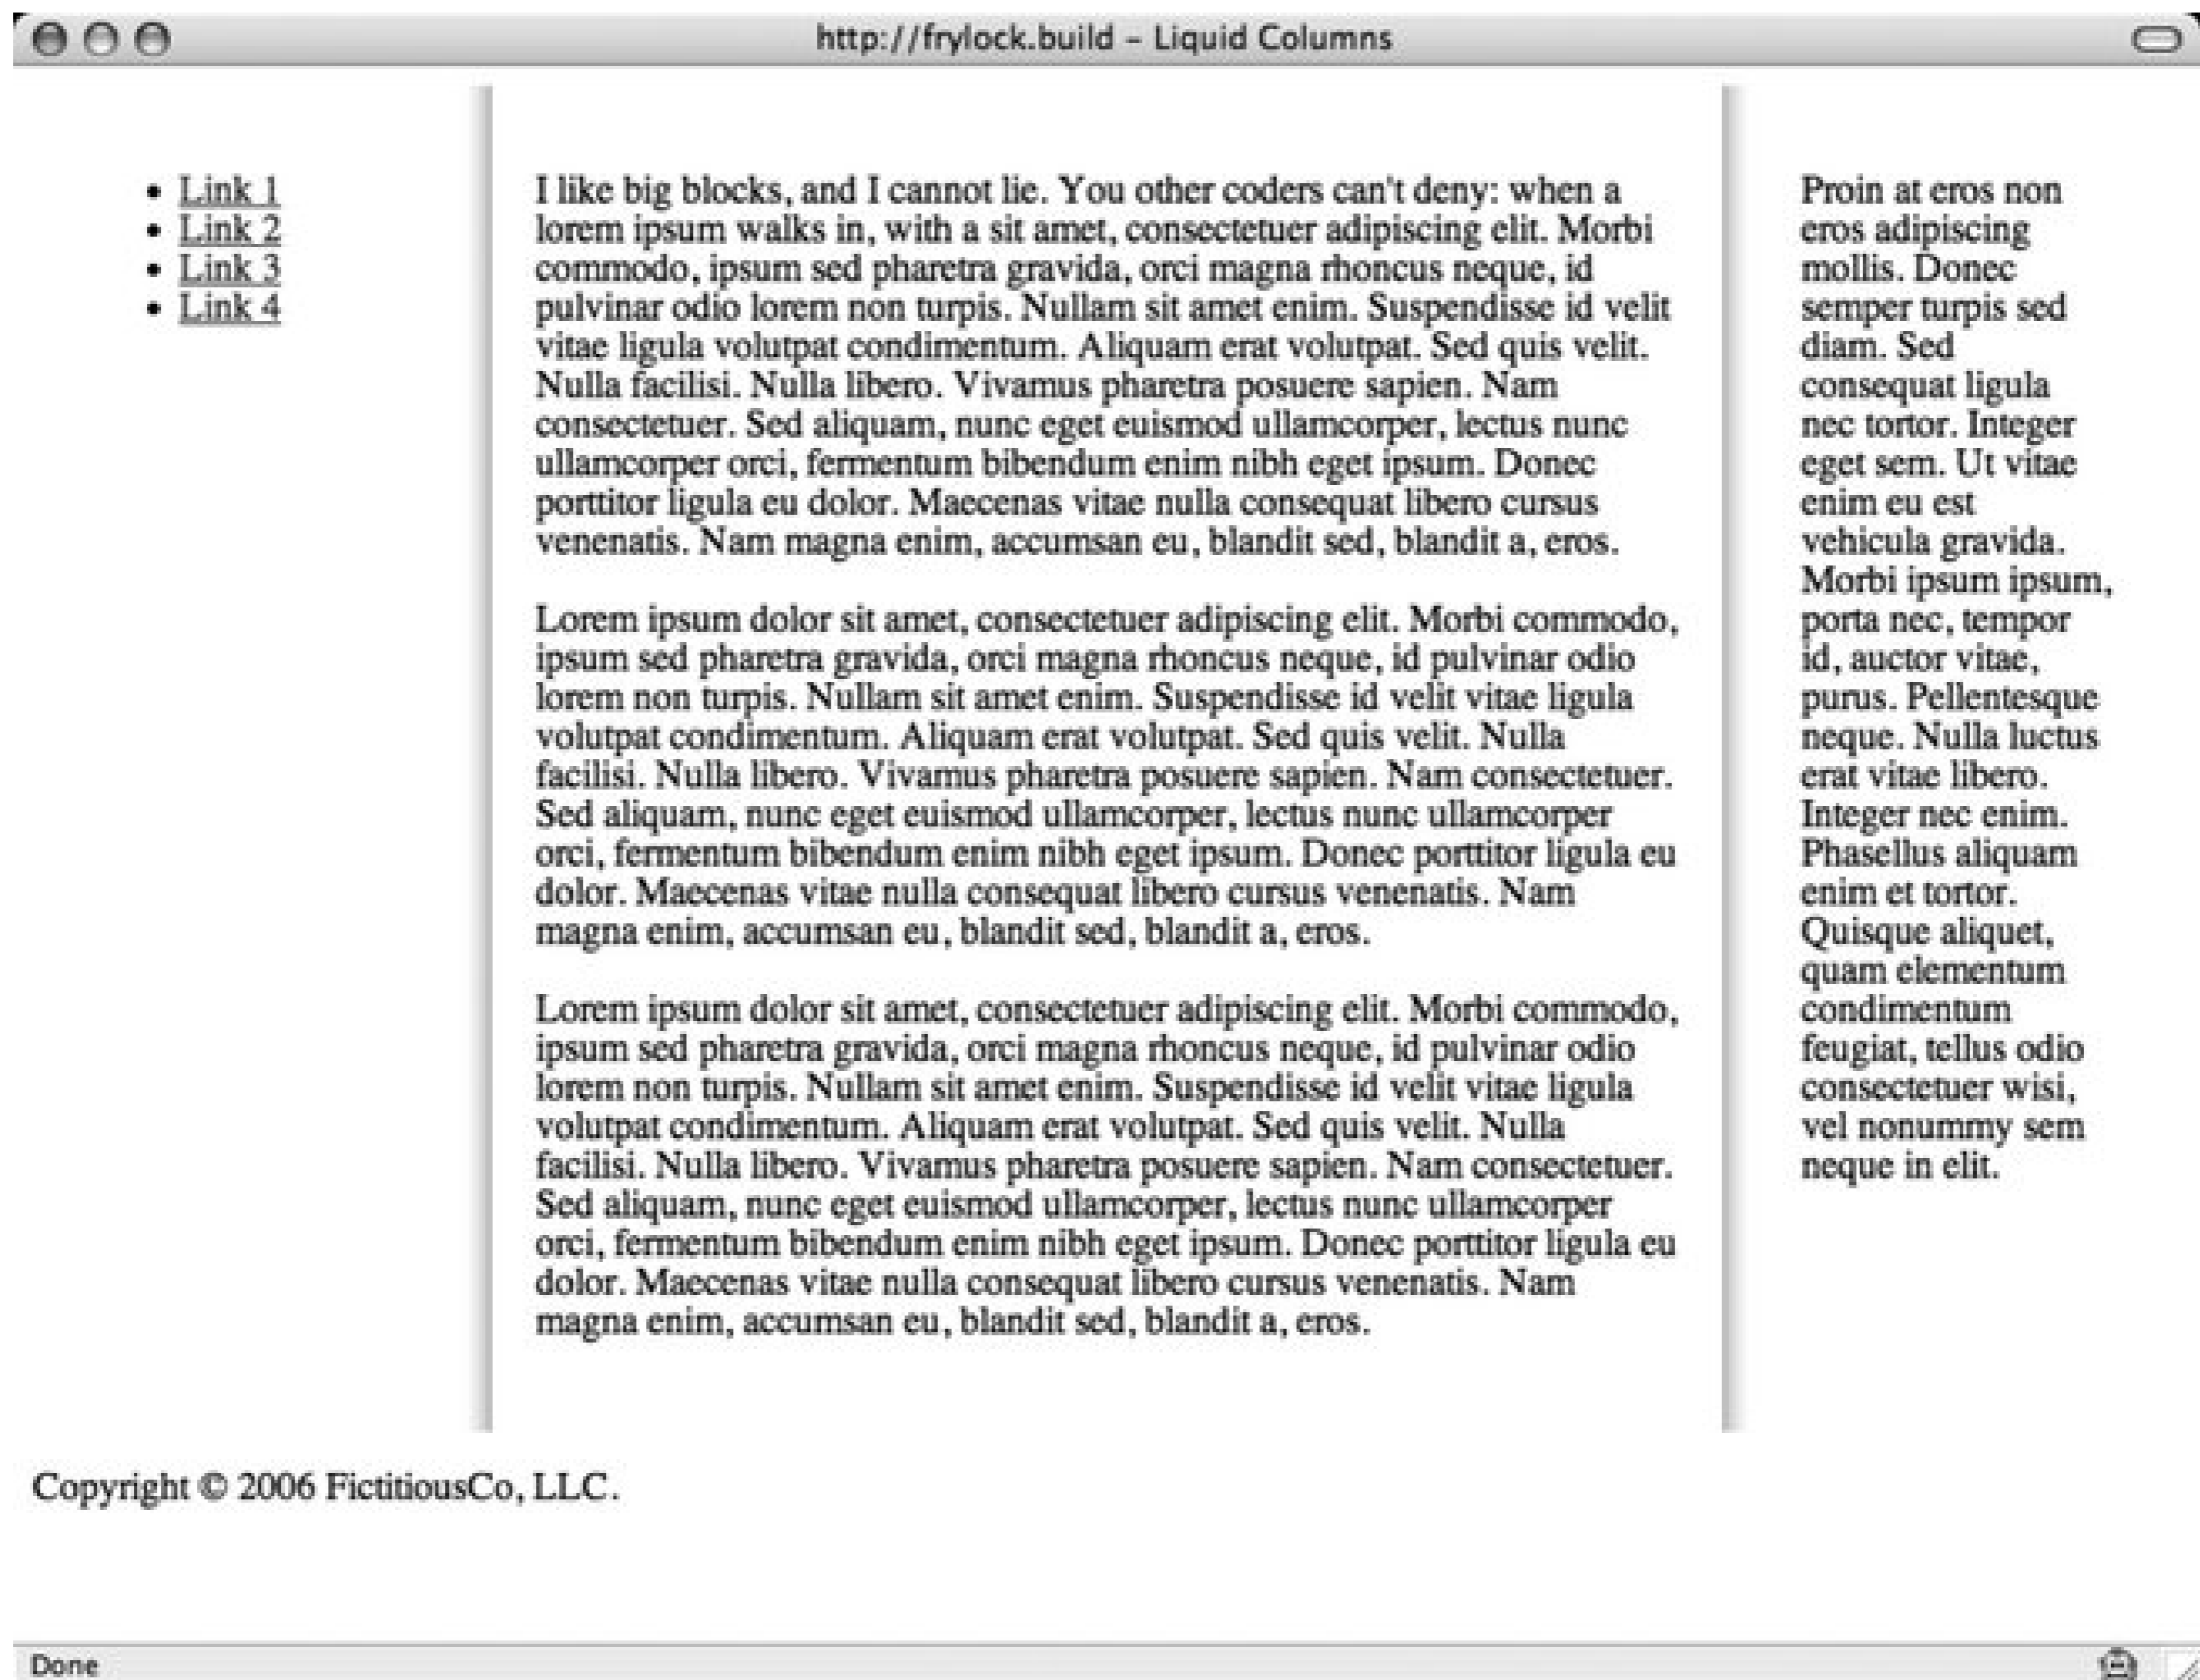 http://frylock.build – Liquid Columns
• Link 1
• Link 2
• Link 3
• Link 4
I like big blocks, and I cannot lie. You other coders can't deny: when a
lorem ipsum walks in, with a sit amet, consectetuer adipiscing elit. Morbi
commodo, ipsum sed pharetra gravida, orci magna rhoncus neque, id
pulvinar odio lorem non turpis. Nullam sit amet enim. Suspendisse id velit
vitae ligula volutpat condimentum. Aliquam erat volutpat. Sed quis velit.
Nulla facilisi. Nulla libero. Vivamus pharetra posuere sapien. Nam
consectetuer. Sed aliquam, nunc eget euismod ullamcorper, lectus nunc
ullamcorper orci, fermentum bibendum enim nibh eget ipsum. Donec
porttitor ligula eu dolor. Maecenas vitae nulla consequat libero cursus
venenatis. Nam magna enim, accumsan eu, blandit sed, blandit a, eros.
Lorem ipsum dolor sit amet, consectetuer adipiscing elit. Morbi commodo,
ipsum sed pharetra gravida, orci magna rhoncus neque, id pulvinar odio
lorem non turpis. Nullam sit amet enim. Suspendisse id velit vitae ligula
volutpat condimentum. Aliquam erat volutpat. Sed quis velit. Nulla
facilisi. Nulla libero. Vivamus pharetra posuere sapien. Nam consectetuer.
Sed aliquam, nunc eget euismod ullamcorper, lectus nunc ullamcorper
orci, fermentum bibendum enim nibh eget ipsum. Donec porttitor ligula eu
dolor. Maecenas vitae nulla consequat libero cursus venenatis. Nam
magna enim, accumsan eu, blandit sed, blandit a, eros.
Lorem ipsum dolor sit amet, consectetuer adipiscing elit. Morbi commodo,
ipsum sed pharetra gravida, orci magna rhoncus neque, id pulvinar odio
lorem non turpis. Nullam sit amet enim. Suspendisse id velit vitae ligula
volutpat condimentum. Aliquam erat volutpat. Sed quis velit. Nulla
facilisi. Nulla libero. Vivamus pharetra posuere sapien. Nam consectetuer.
Sed aliquam, nunc eget euismod ullamcorper, lectus nunc ullamcorper
orci, fermentum bibendum enim nibh eget ipsum. Donec porttitor ligula eu
dolor. Maecenas vitae nulla consequat libero cursus venenatis. Nam
magna enim, accumsan eu, blandit sed, blandit a, eros.
Proin at eros non
eros adipiscing
mollis. Donec
semper turpis sed
diam. Sed
consequat ligula
nec tortor. Integer
eget sem. Ut vitae
enim eu est
vehicula gravida.
Morbi ipsum ipsum,
porta nec, tempor
id, auctor vitae,
purus. Pellentesque
neque. Nulla luctus
erat vitae libero.
Integer nec enim.
Phasellus aliquam
enim et tortor.
Quisque aliquet,
quam elementum
condimentum
feugiat, tellus odio
consectetuer wisi,
vel nonummy sem
neque in elit.
Copyright © 2006 FictitiousCo, LLC.
Done